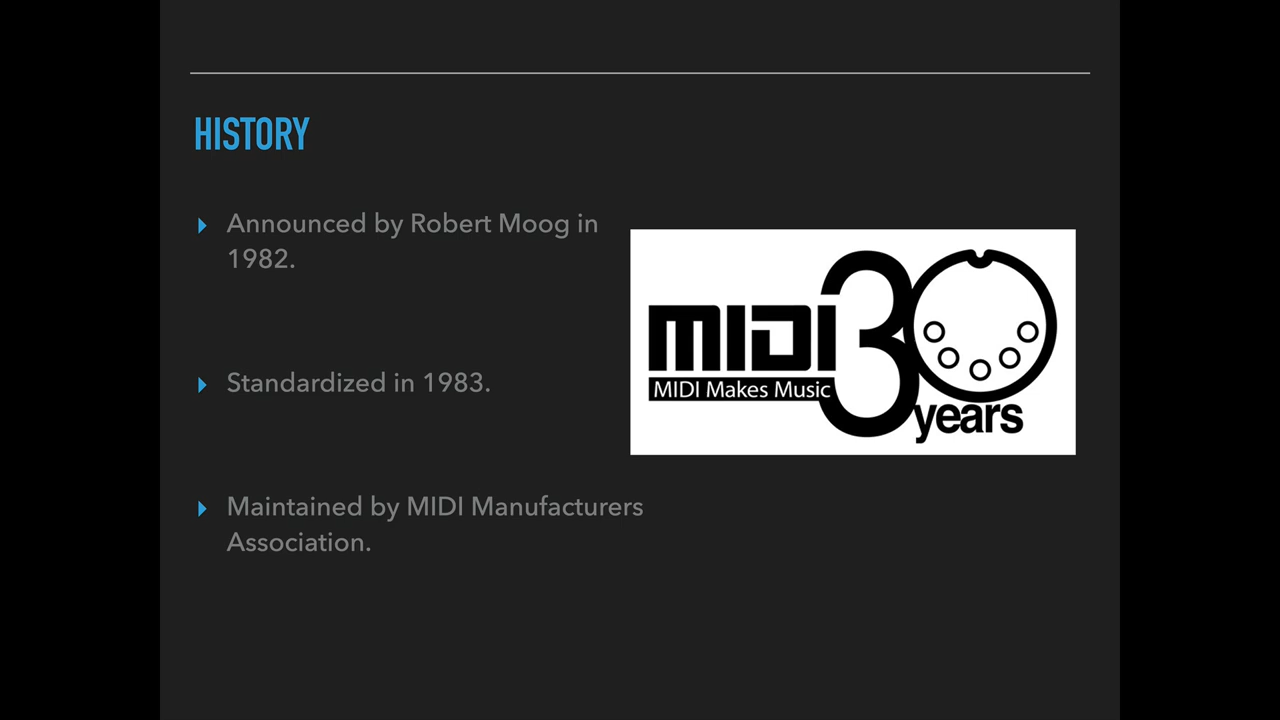 HISTORY
Announced by Robert Moog in
1982.
Standardized in 1983.
Maintained by MIDI Manufacturers
Association.
MIDI 30
MIDI Makes Music
years